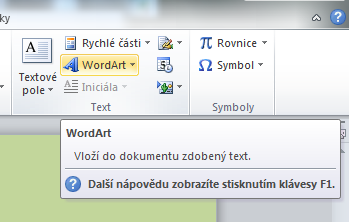 ky
Textové pole
Rychlé části
WordArt
Iniciála
Text
Rovnice
Symbol
Symboly
WordArt
Vloží do dokumentu zdobený text.
Další nápovědu zobrazíte stisknutím klávesy F1.